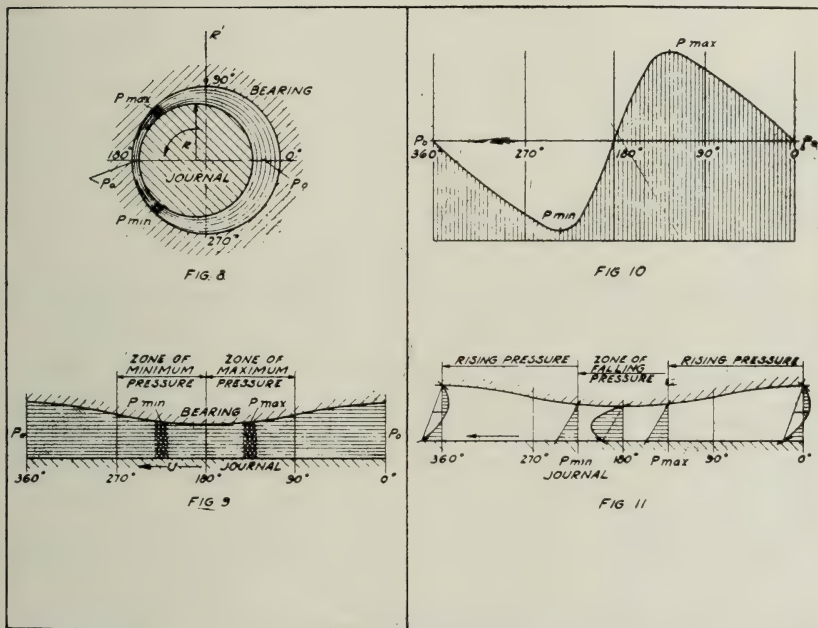 R'
90°
BEARING
P max
R
180°
0°
Po
JOURNAL
Po
P min
270°
FIG. 8
P max
Po
360°
270°
180°
90°
0°
P min
FIG 10
ZONE OF MINIMUM PRESSURE
ZONE OF MAXIMUM PRESSURE
P min
BEARING
P max
Po
Po
U
JOURNAL
360°
270°
180°
90°
0°
FIG 9
RISING PRESSURE
ZONE OF FALLING PRESSURE
RISING PRESSURE
360°
270°
P min
180°
P max
90°
0°
JOURNAL
FIG 11